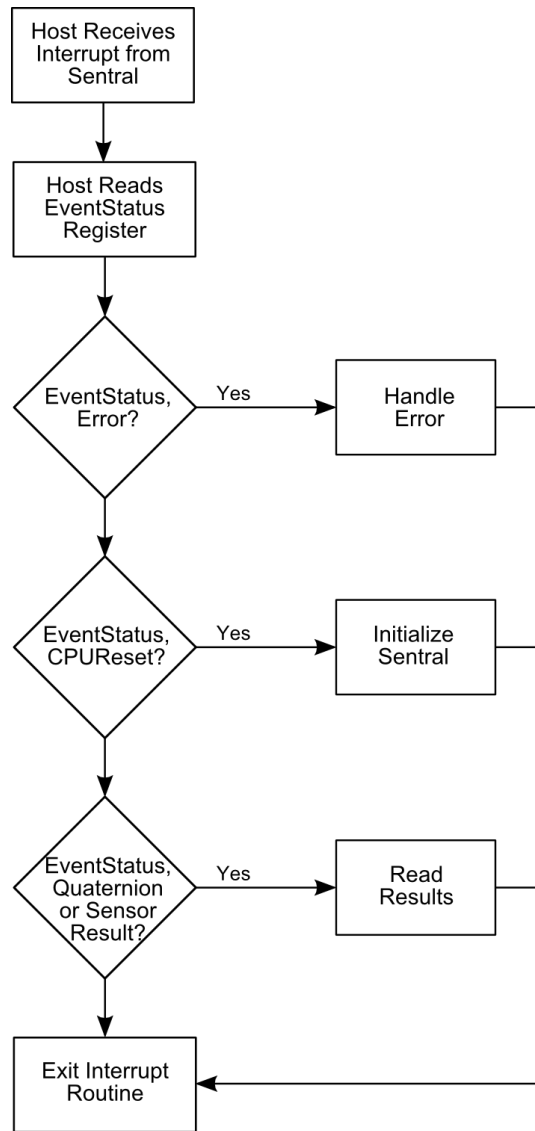 Host Receives
Interrupt from
Sentral
Host Reads
EventStatus
Register
EventStatus,
Error?
Yes
Handle
Error
EventStatus,
CPUReset?
Yes
Initialize
Sentral
EventStatus,
Quaternion
or Sensor
Result?
Yes
Read
Results
Exit Interrupt
Routine